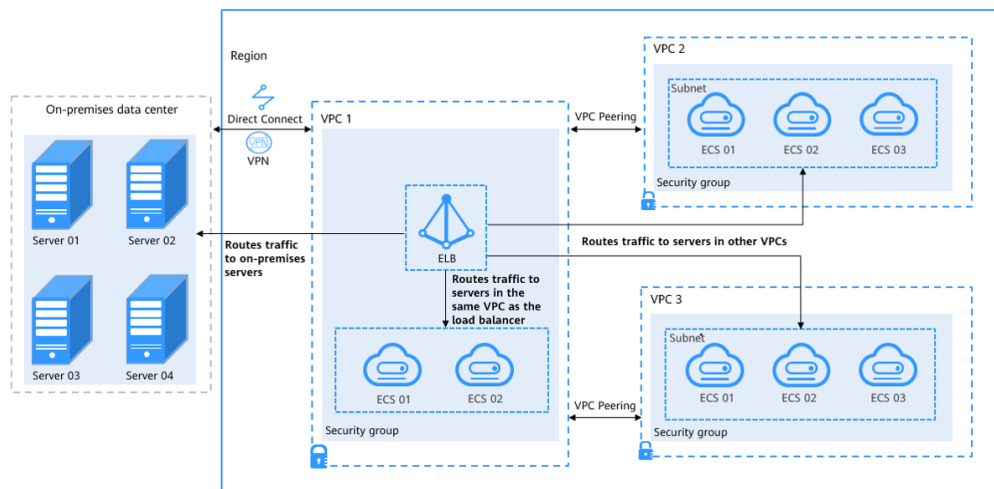 Region
On-premises data center
Server 01
Server 02
Server 03
Server 04
Direct Connect
VPN
VPN
Routes traffic
to on-premises
servers
VPC 1
ELB
Routes traffic to
servers in the
same VPC as the
load balancer
ECS 01
ECS 02
Security group
VPC Peering
Routes traffic to servers in other VPCs
VPC Peering
VPC 2
Subnet
ECS 01
ECS 02
ECS 03
Security group
VPC 3
Subnet
ECS 01
ECS 02
ECS 03
Security group